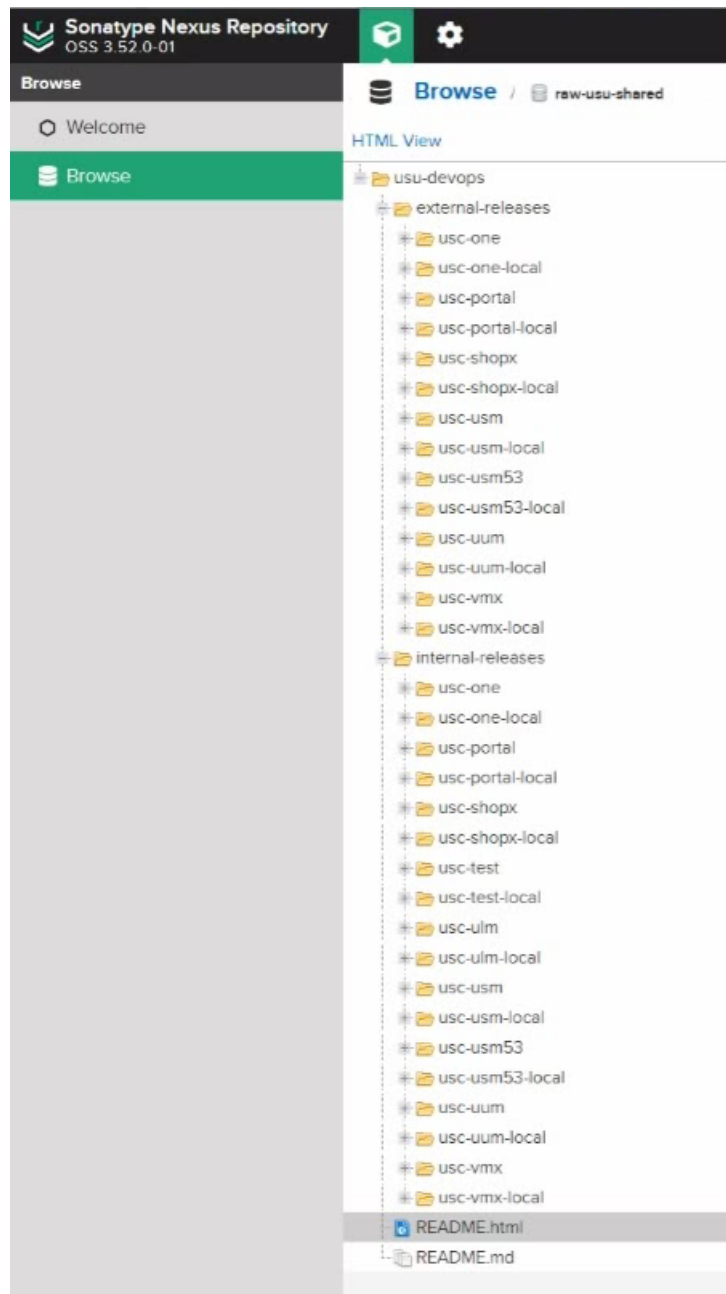 Sonatype Nexus Repository
OSS 3.52.0-01
Browse
Welcome
Browse
Browse / raw-usu-shared
HTML View
usu-devops
external-releases
usc-one
usc-one-local
usc-portal
usc-portal-local
usc-shopx
usc-shopx-local
usc-usm
usc-usm-local
usc-usm53
usc-usm53-local
usc-uum
usc-uum-local
usc-vmx
usc-vmx-local
internal-releases
usc-one
usc-one-local
usc-portal
usc-portal-local
usc-shopx
usc-shopx-local
usc-test
usc-test-local
usc-ulm
usc-ulm-local
usc-usm
usc-usm-local
usc-usm53
usc-usm53-local
usc-uum
usc-uum-local
usc-vmx
usc-vmx-local
README.html
README.md